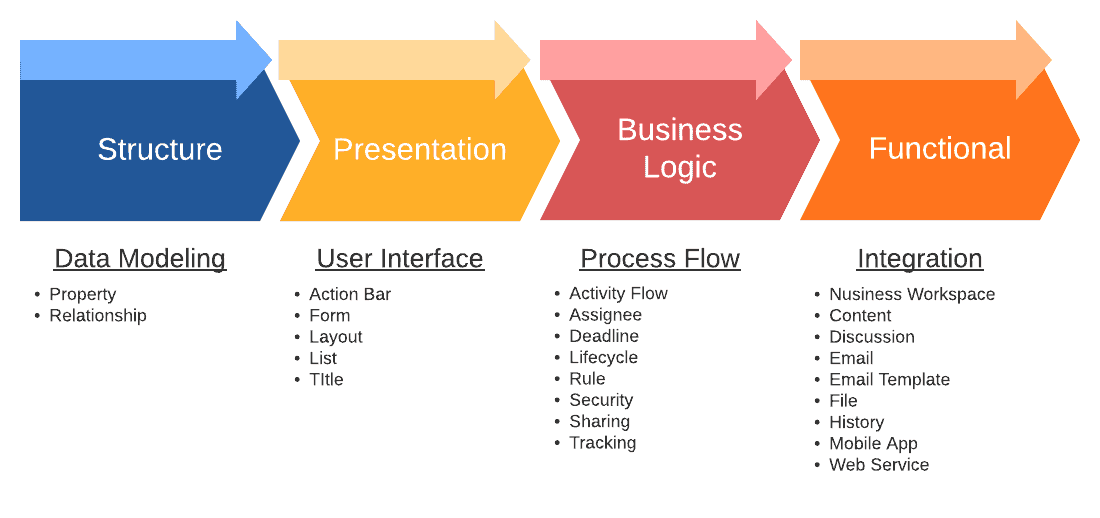 Structure
Presentation
Business
Logic
Functional
Data Modeling
• Property
• Relationship
User Interface
• Action Bar
• Form
• Layout
• List
• TItle
Process Flow
• Activity Flow
• Assignee
• Deadline
• Lifecycle
• Rule
• Security
• Sharing
• Tracking
Integration
• Nusiness Workspace
• Content
• Discussion
• Email
• Email Template
• File
• History
• Mobile App
• Web Service